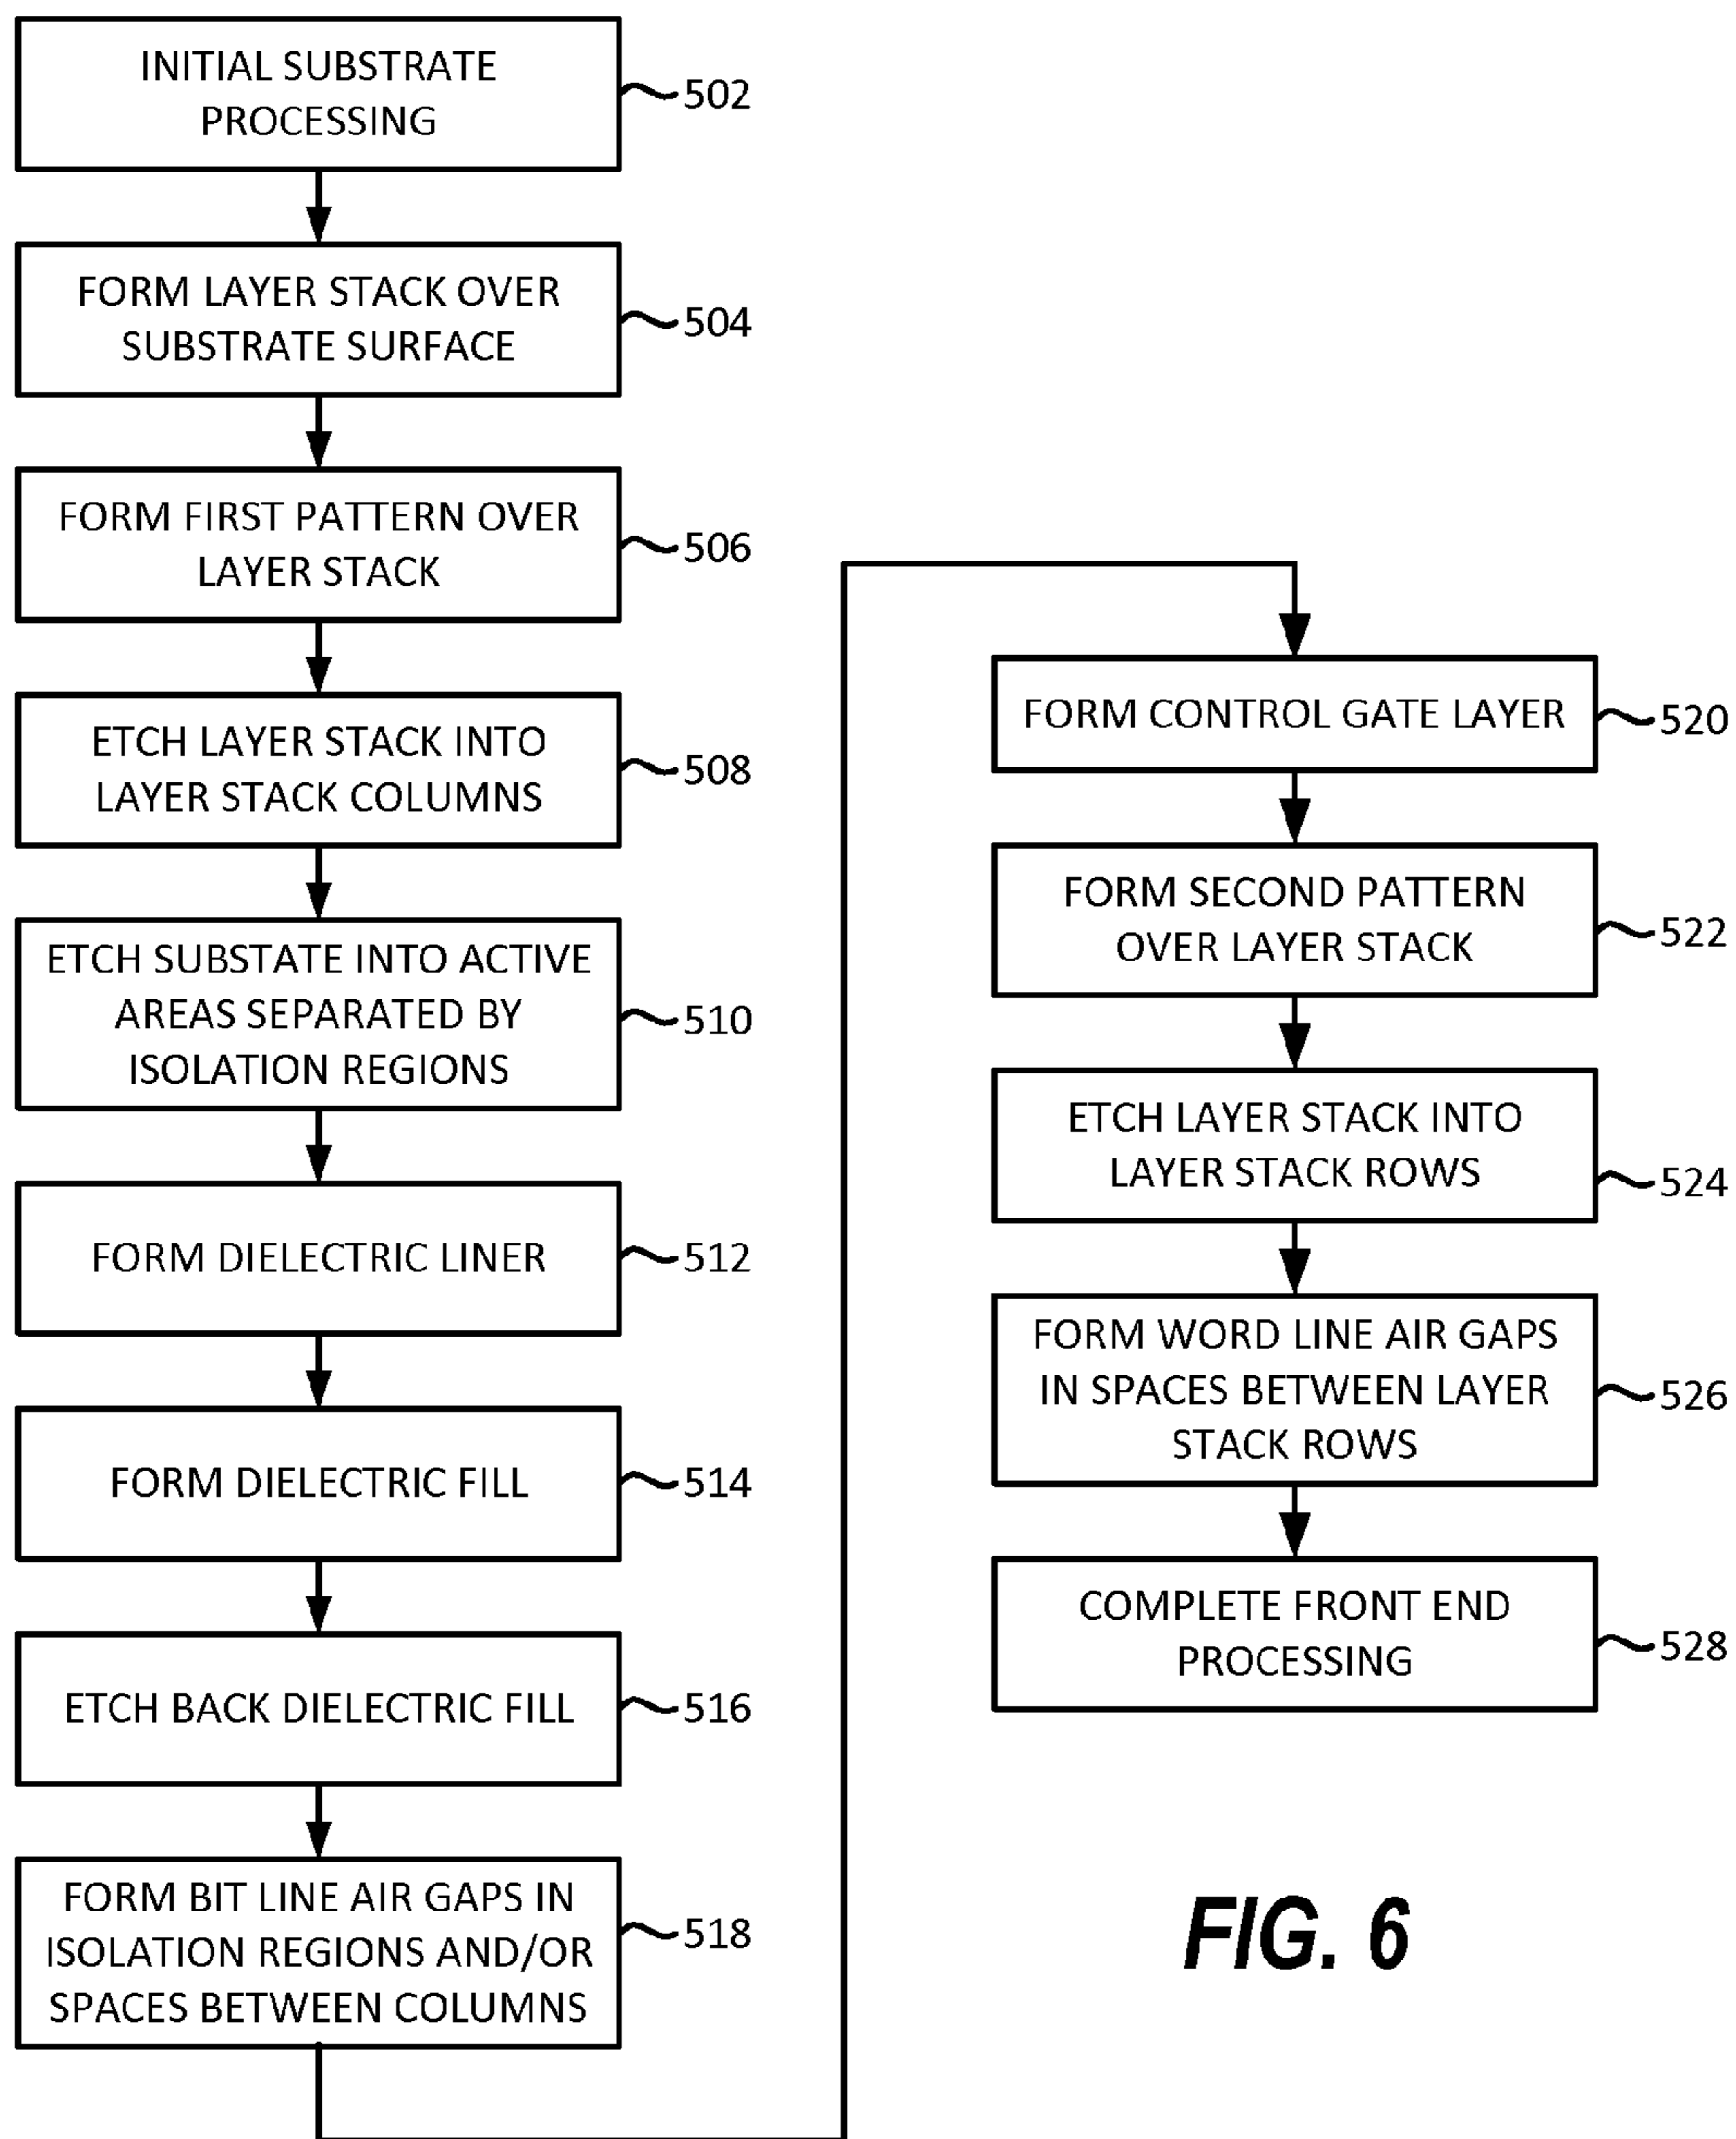 INITIAL SUBSTRATE
PROCESSING
502
FORM LAYER STACK OVER
SUBSTRATE SURFACE
504
FORM FIRST PATTERN OVER
LAYER STACK
506
ETCH LAYER STACK INTO
LAYER STACK COLUMNS
508
ETCH SUBSTATE INTO ACTIVE
AREAS SEPARATED BY
ISOLATION REGIONS
510
FORM DIELECTRIC LINER
512
FORM DIELECTRIC FILL
514
ETCH BACK DIELECTRIC FILL
516
FORM BIT LINE AIR GAPS IN
ISOLATION REGIONS AND/OR
SPACES BETWEEN COLUMNS
518
FORM CONTROL GATE LAYER
520
FORM SECOND PATTERN
OVER LAYER STACK
522
ETCH LAYER STACK INTO
LAYER STACK ROWS
524
FORM WORD LINE AIR GAPS
IN SPACES BETWEEN LAYER
STACK ROWS
526
COMPLETE FRONT END
PROCESSING
528
FIG. 6